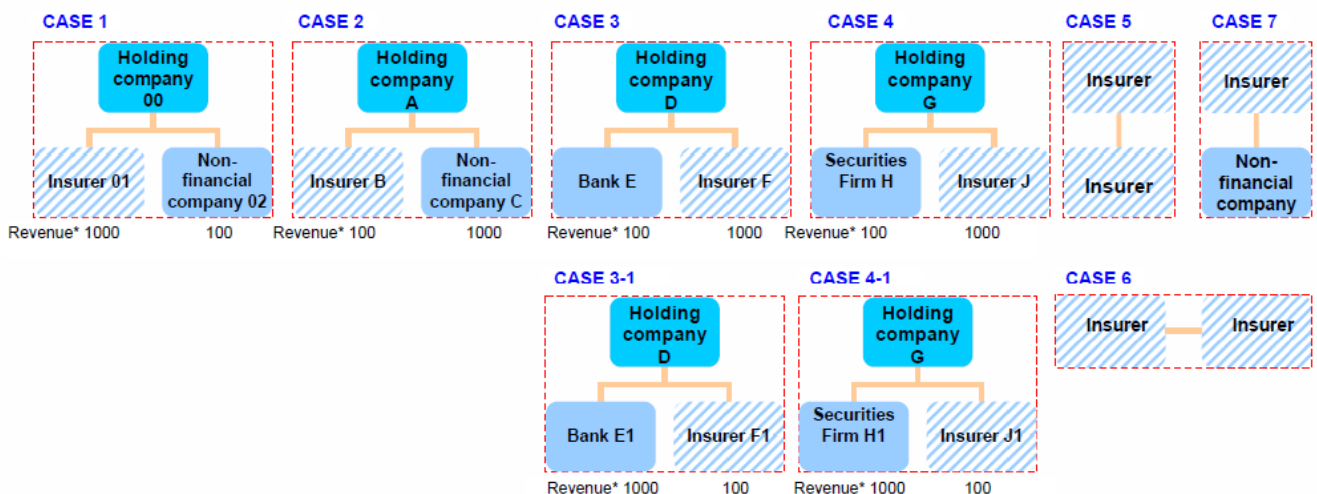 CASE 1
CASE 2
CASE 3
CASE 4
CASE 5
CASE 7
Holding
company
00
Holding
company
A
Holding
company
D
Holding
company
G
Insurer
Insurer
Insurer 01
Non-
financial
company 02
Insurer B
Non-
financial
company C
Bank E
Insurer F
Securities
Firm H
Insurer J
Insurer
Non-
financial
company
Revenue* 1000 100
Revenue* 100 1000
Revenue* 100 1000
Revenue* 100 1000
CASE 3-1
CASE 4-1
CASE 6
Holding
company
D
Holding
company
G
Insurer
Insurer
Bank E1
Insurer F1
Securities
Firm H1
Insurer J1
Revenue* 1000 100
Revenue* 1000 100